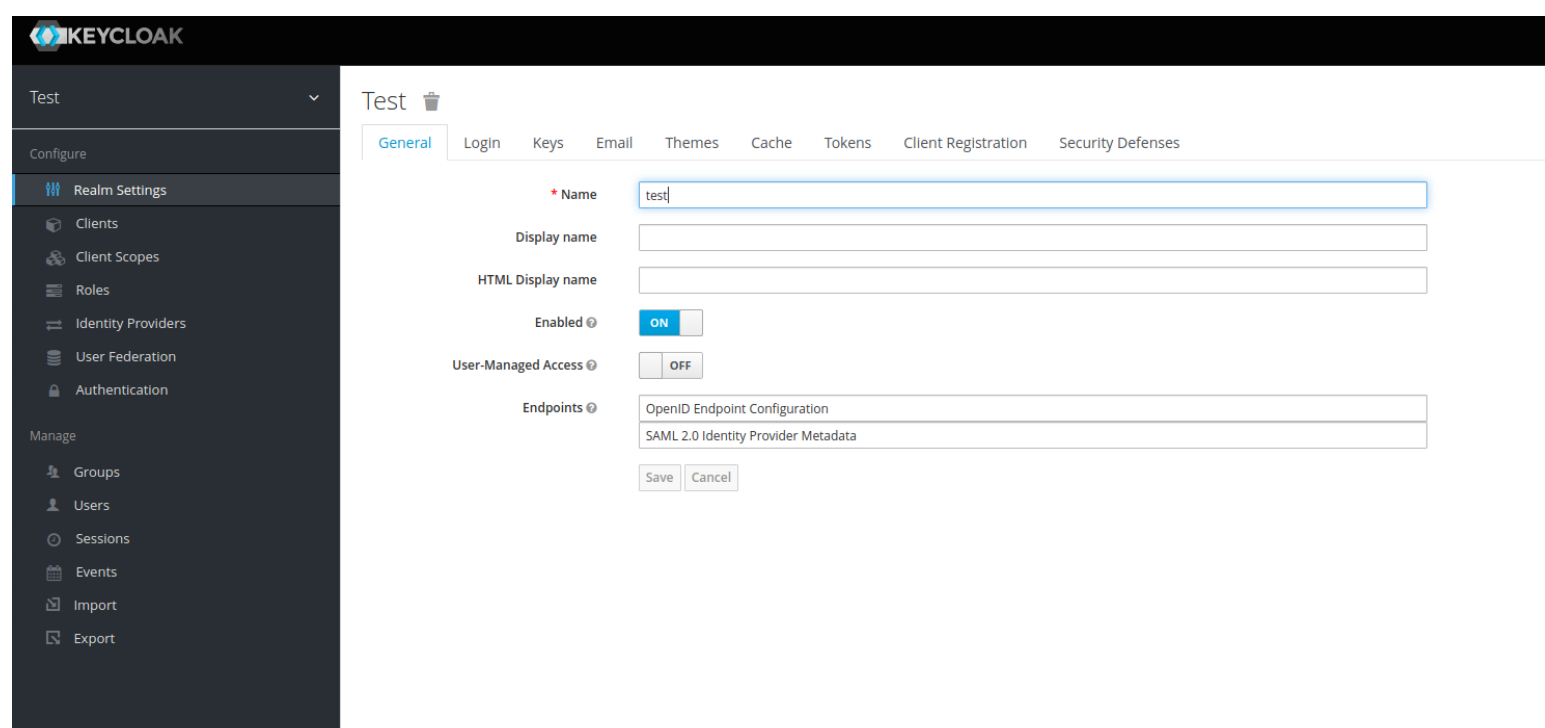 KEYCLOAK
Test
Configure
Realm Settings
Clients
Client Scopes
Roles
Identity Providers
User Federation
Authentication
Manage
Groups
Users
Sessions
Events
Import
Export
Test
General Login Keys Email Themes Cache Tokens Client Registration Security Defenses
* Name test
Display name
HTML Display name
Enabled ON
User-Managed Access OFF
Endpoints OpenID Endpoint Configuration
SAML 2.0 Identity Provider Metadata
Save Cancel